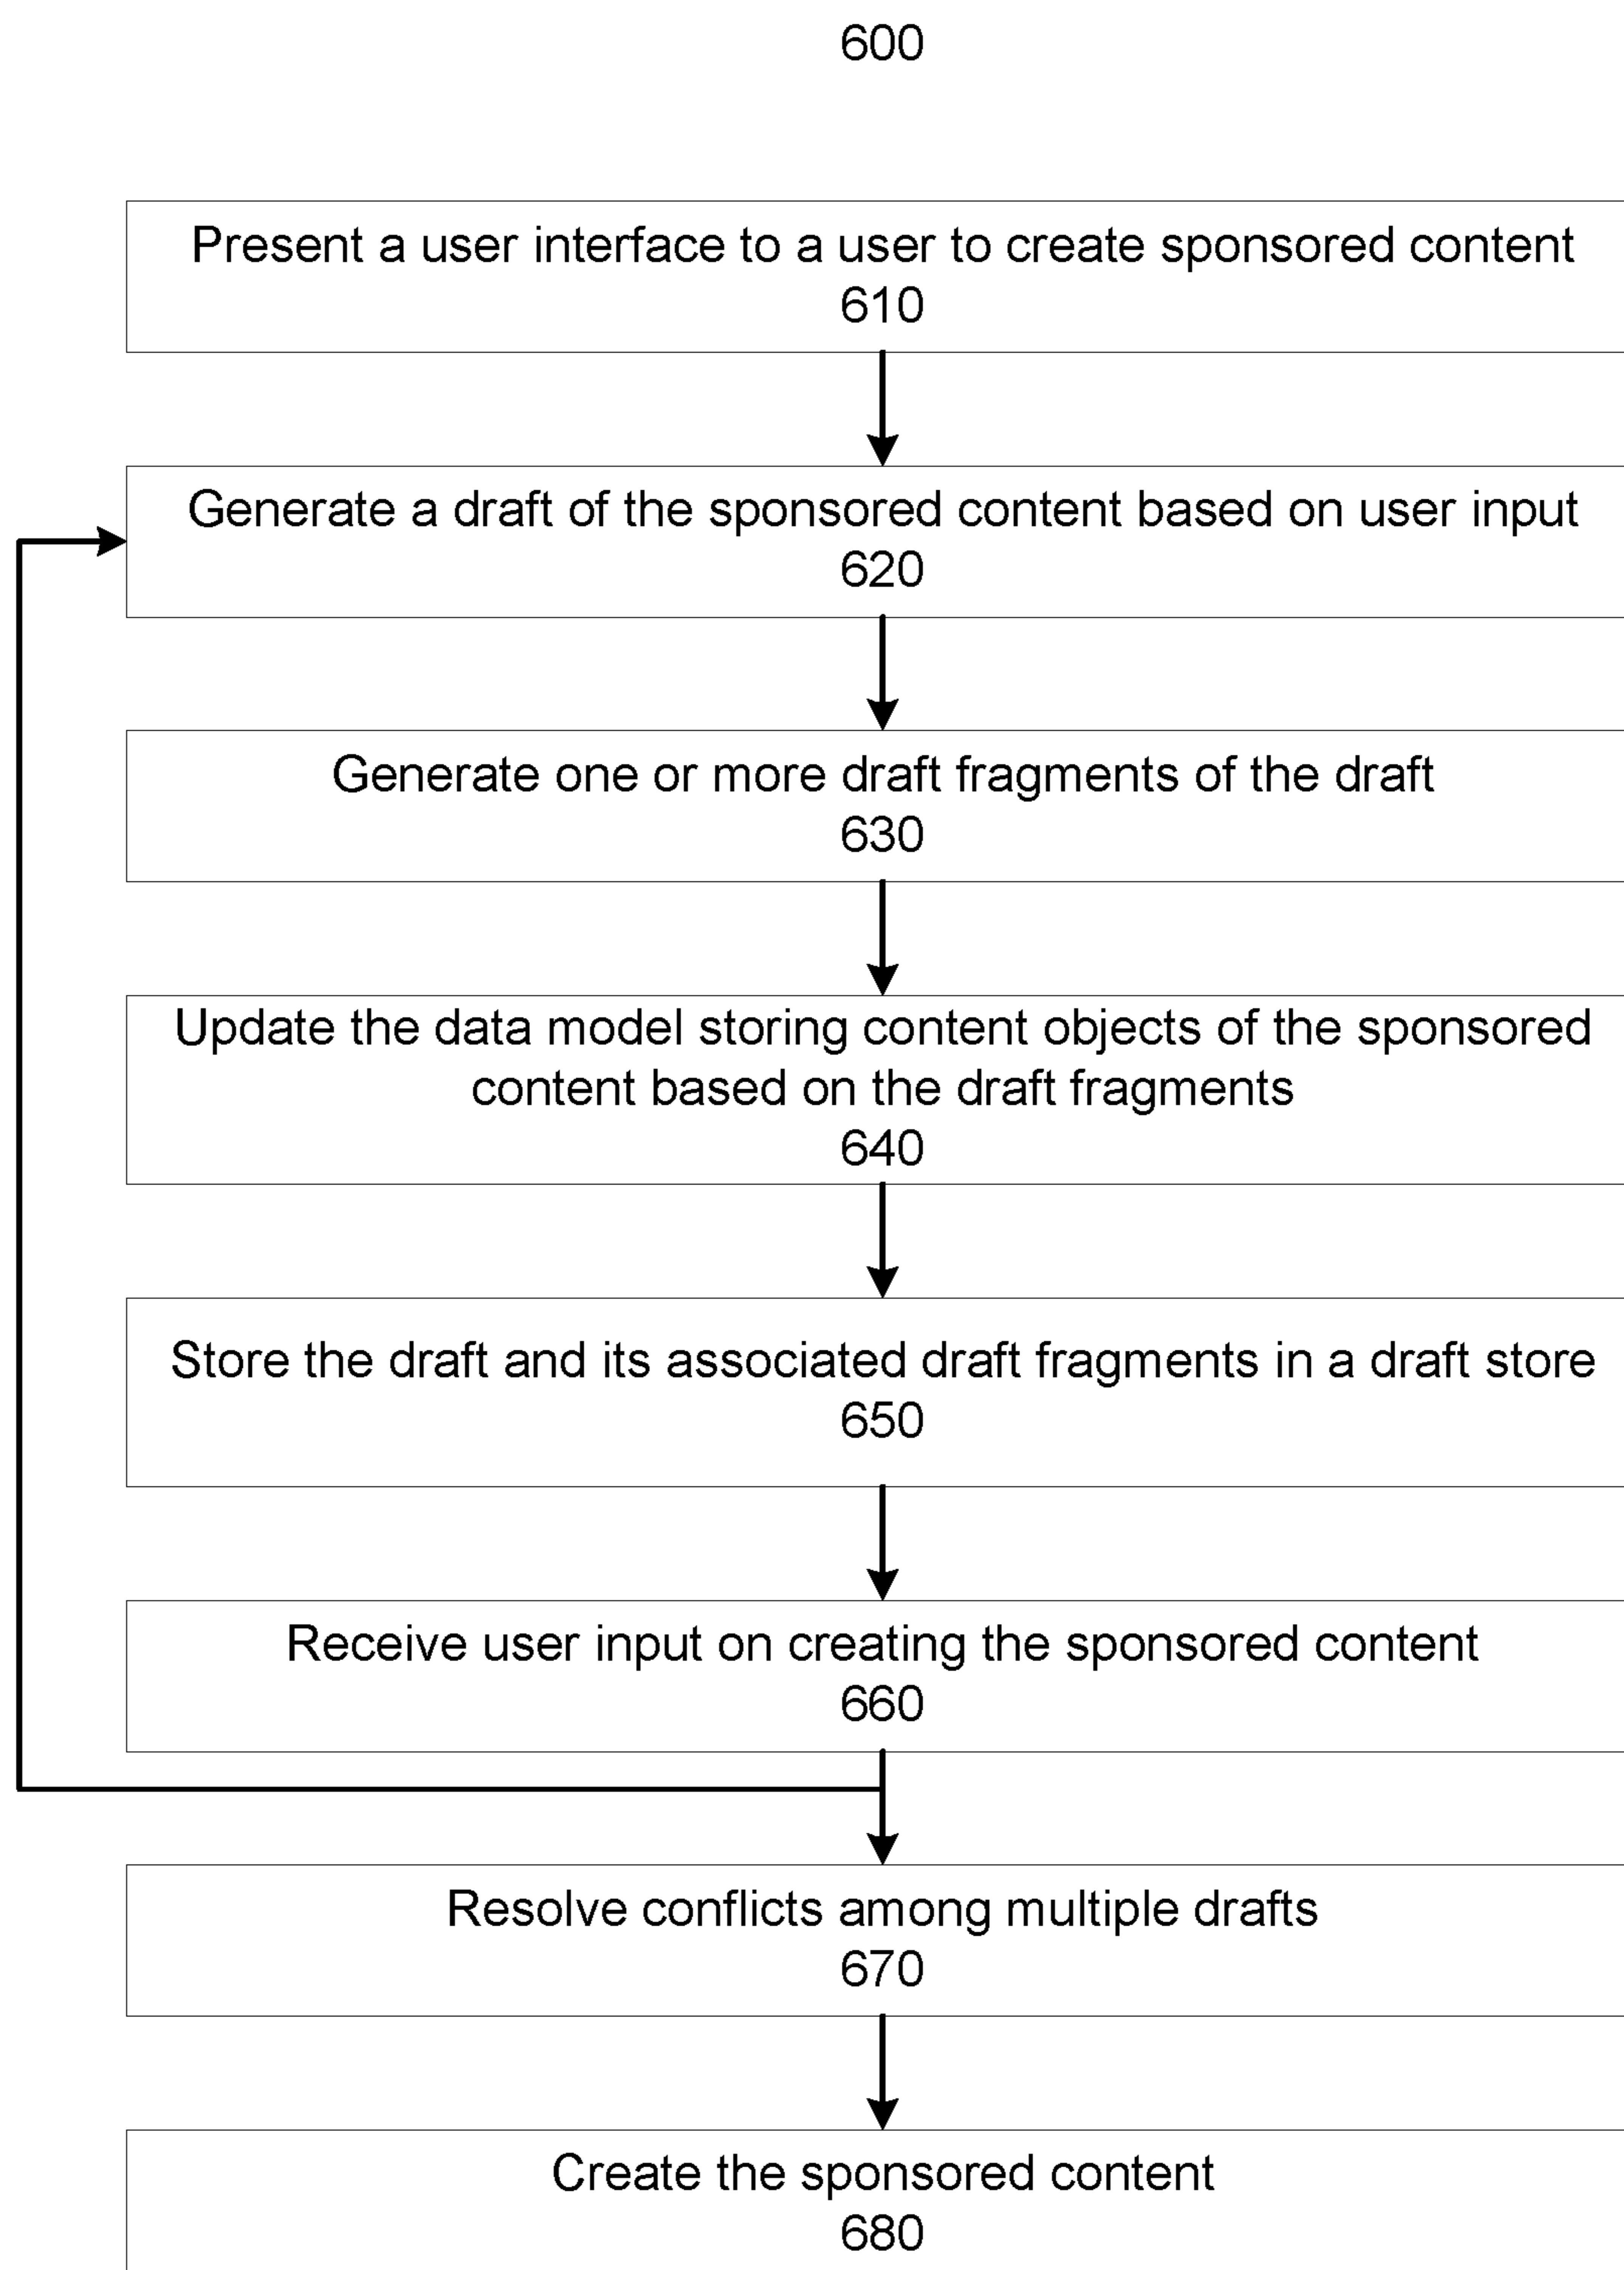 600
Present a user interface to a user to create sponsored content
610
Generate a draft of the sponsored content based on user input
620
Generate one or more draft fragments of the draft
630
Update the data model storing content objects of the sponsored
content based on the draft fragments
640
Store the draft and its associated draft fragments in a draft store
650
Receive user input on creating the sponsored content
660
Resolve conflicts among multiple drafts
670
Create the sponsored content
680